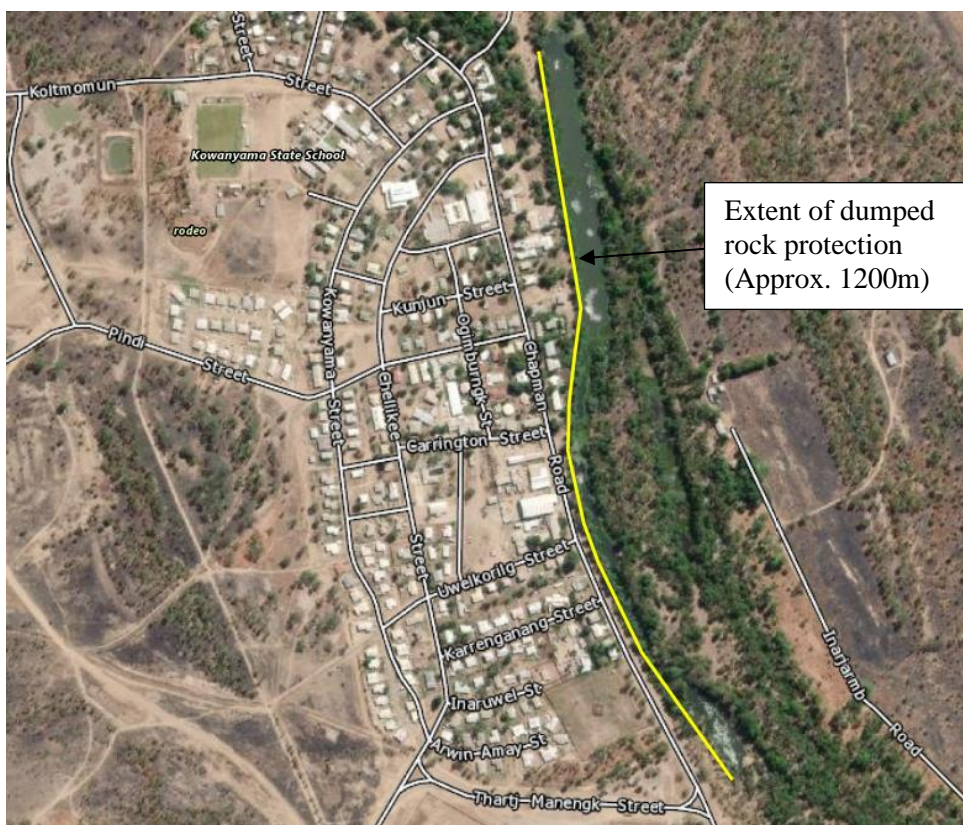 Street
Koltmomun
Street
Kowanyama State School
rodeo
Extent of dumped
rock protection
(Approx. 1200m)
Kunjun Street
Pindi
Street
Kowanyama
Street
Chellikee
Street
Ogimburngk-St
Chapman
Road
Carrington Street
Uwelkorilg Street
Karrenganang-Street
Inaruwel-St
Arwin-Amay-St
Thartj-Manengk-Street
Inarjarmb
Road